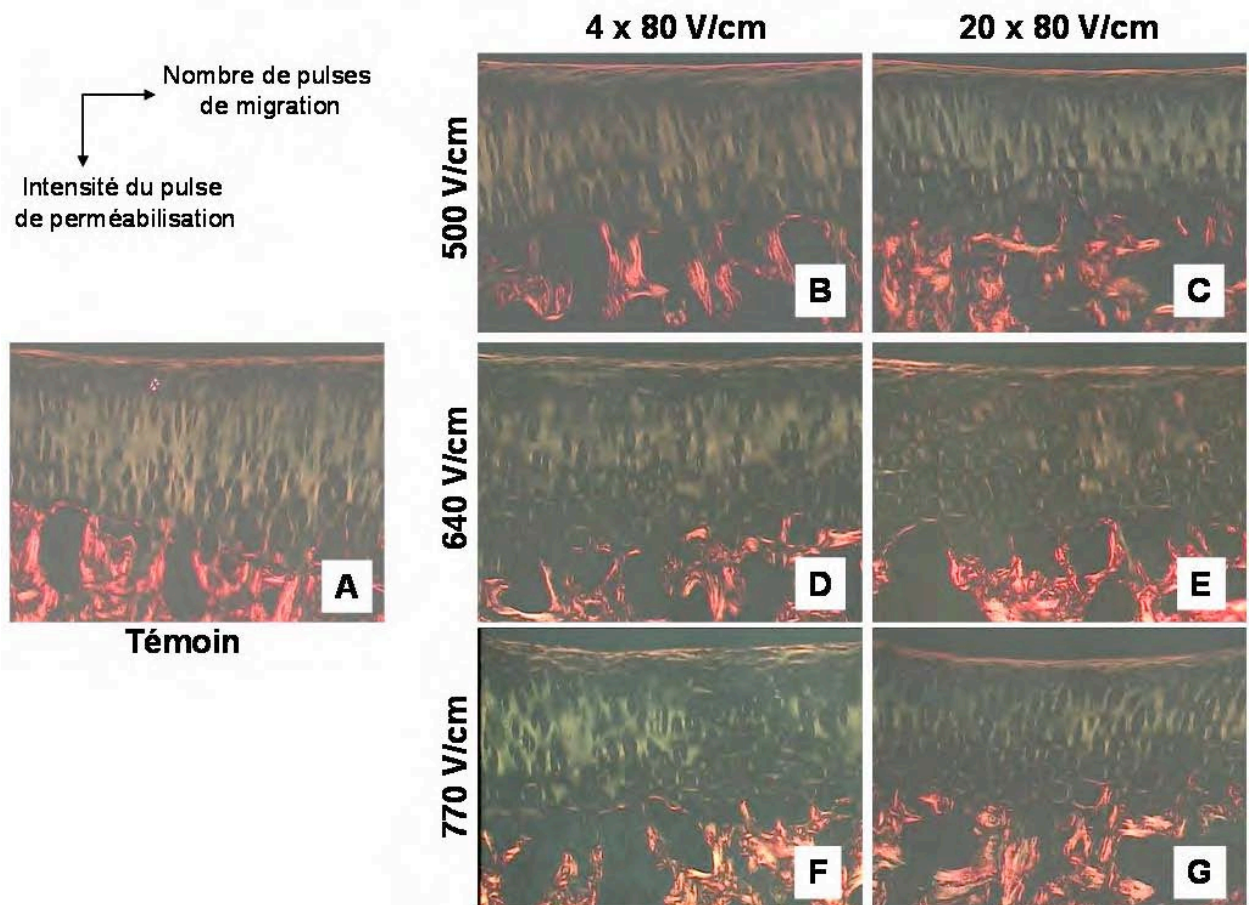 4 x 80 V/cm
20 x 80 V/cm
Nombre de pulses
de migration
Intensité du pulse
de perméabilisation
500 V/cm
B
C
A
Témoin
640 V/cm
D
E
770 V/cm
F
G